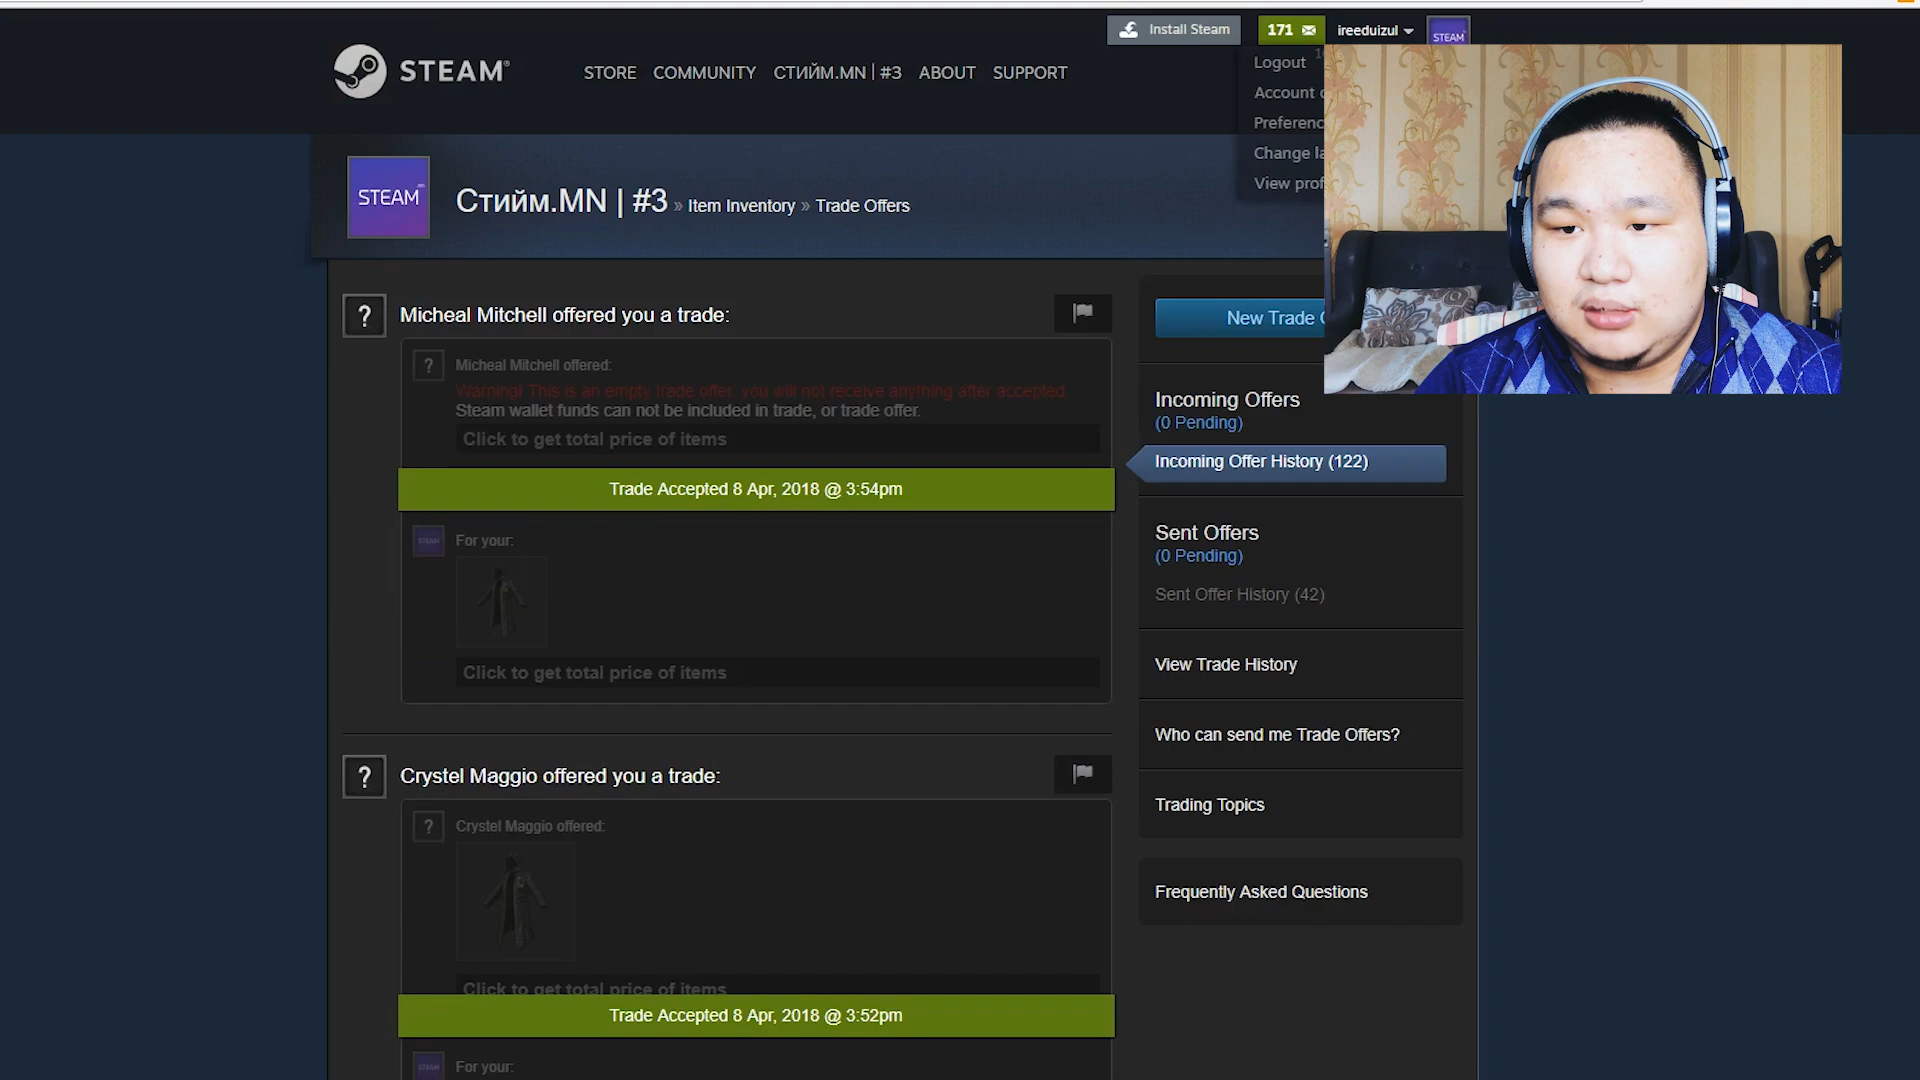 Install Steam
171
ireeduizul
STEAM
STEAM
STORE
COMMUNITY
СТИЙМ.MN | #3
ABOUT
SUPPORT
Logout
Account
Preferenc
Change la
View prof
STEAM
Стийм.MN | #3 » Item Inventory » Trade Offers
Micheal Mitchell offered you a trade:
Micheal Mitchell offered:
Warning! This is an empty trade offer, you will not receive anything after accepted.
Steam wallet funds can not be included in trade, or trade offer.
Click to get total price of items
Trade Accepted 8 Apr, 2018 @ 3:54pm
STEAM
For your:
Click to get total price of items
Crystel Maggio offered you a trade:
Crystel Maggio offered:
Click to get total price of items
Trade Accepted 8 Apr, 2018 @ 3:52pm
STEAM
For your:
New Trade
Incoming Offers
(0 Pending)
Incoming Offer History (122)
Sent Offers
(0 Pending)
Sent Offer History (42)
View Trade History
Who can send me Trade Offers?
Trading Topics
Frequently Asked Questions